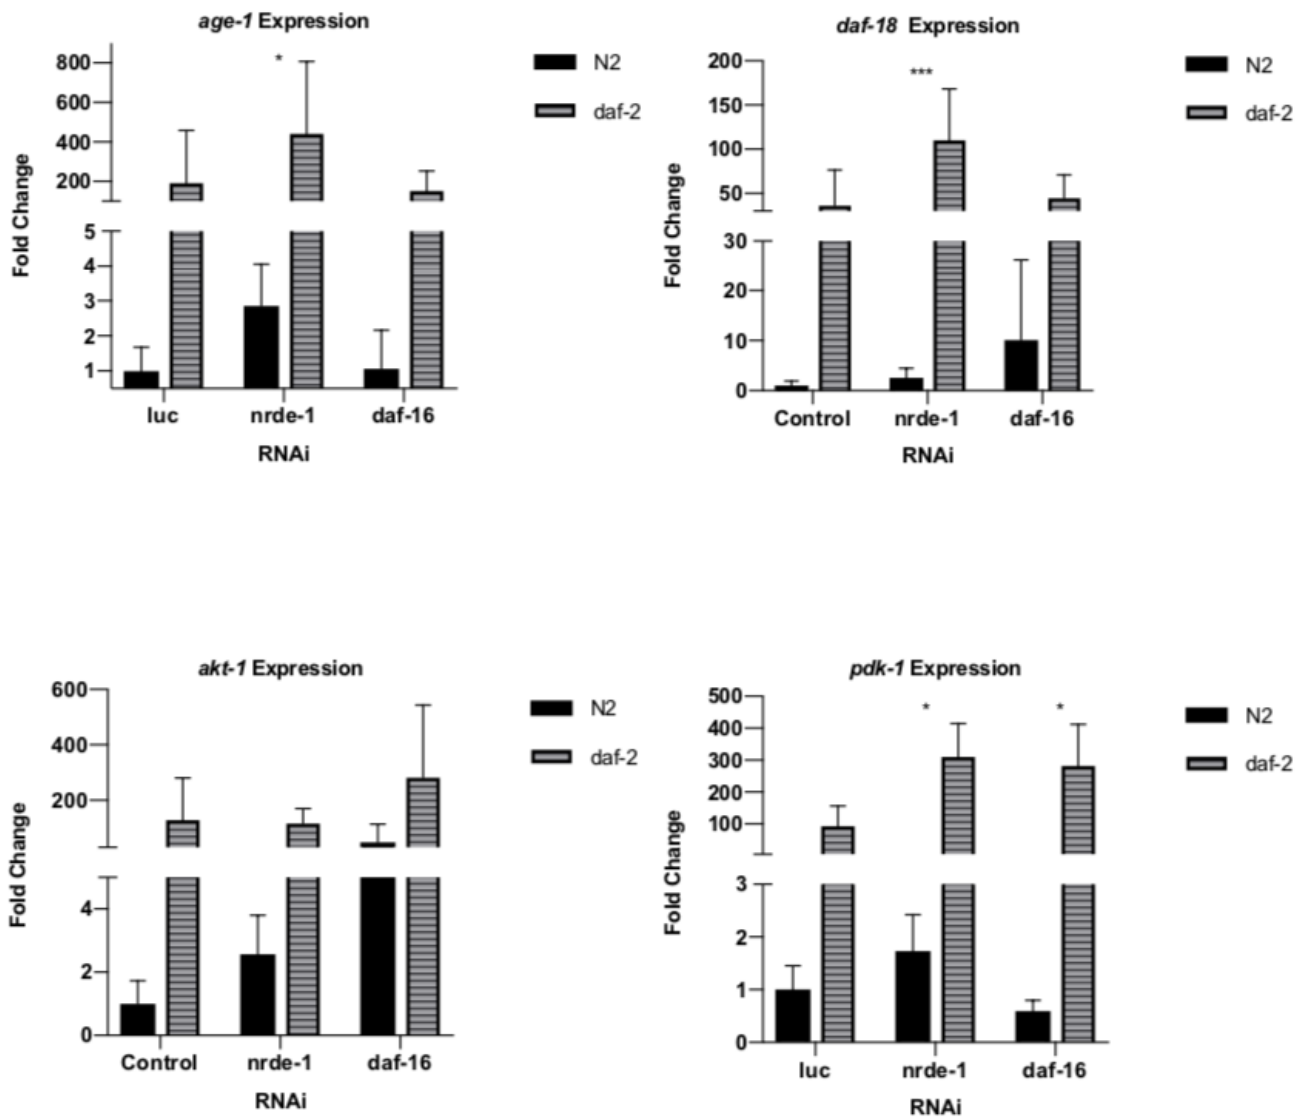 age-1 Expression
N2
daf-2
Fold Change
800
600
400
200
5
4
3
2
1
*
luc
nrde-1
daf-16
RNAi
daf-18 Expression
N2
daf-2
Fold Change
200
150
100
50
30
20
10
0
***
Control
nrde-1
daf-16
RNAi
akt-1 Expression
N2
daf-2
Fold Change
600
400
200
4
2
0
Control
nrde-1
daf-16
RNAi
pdk-1 Expression
N2
daf-2
Fold Change
500
400
300
200
100
3
2
1
0
*
*
luc
nrde-1
daf-16
RNAi